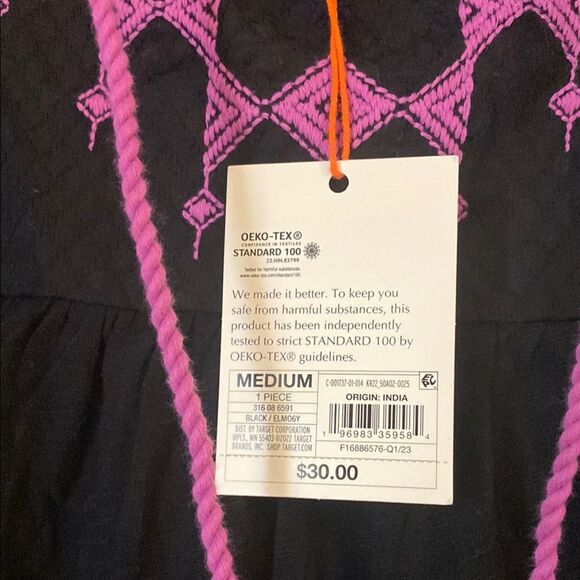 OEKO-TEX®
CONFIDENCE IN TEXTILES
STANDARD 100
22.HIN.83799
Tested for harmful substances.
www.oeko-tex.com/standard100
We made it better. To keep you
safe from harmful substances, this
product has been independently
tested to strict STANDARD 100 by
OEKO-TEX® guidelines.
MEDIUM
1 PIECE
316 08 6591
BLACK / ELM06Y
DIST. BY TARGET CORPORATION
MPLS., MN 55403 ©2022 TARGET
BRANDS, INC. SHOP TARGET.COM
C-001737-01-014 KR22_50A02-0025
ORIGIN: INDIA
1 96983 35958 4
F16886576-Q1/23
$30.00